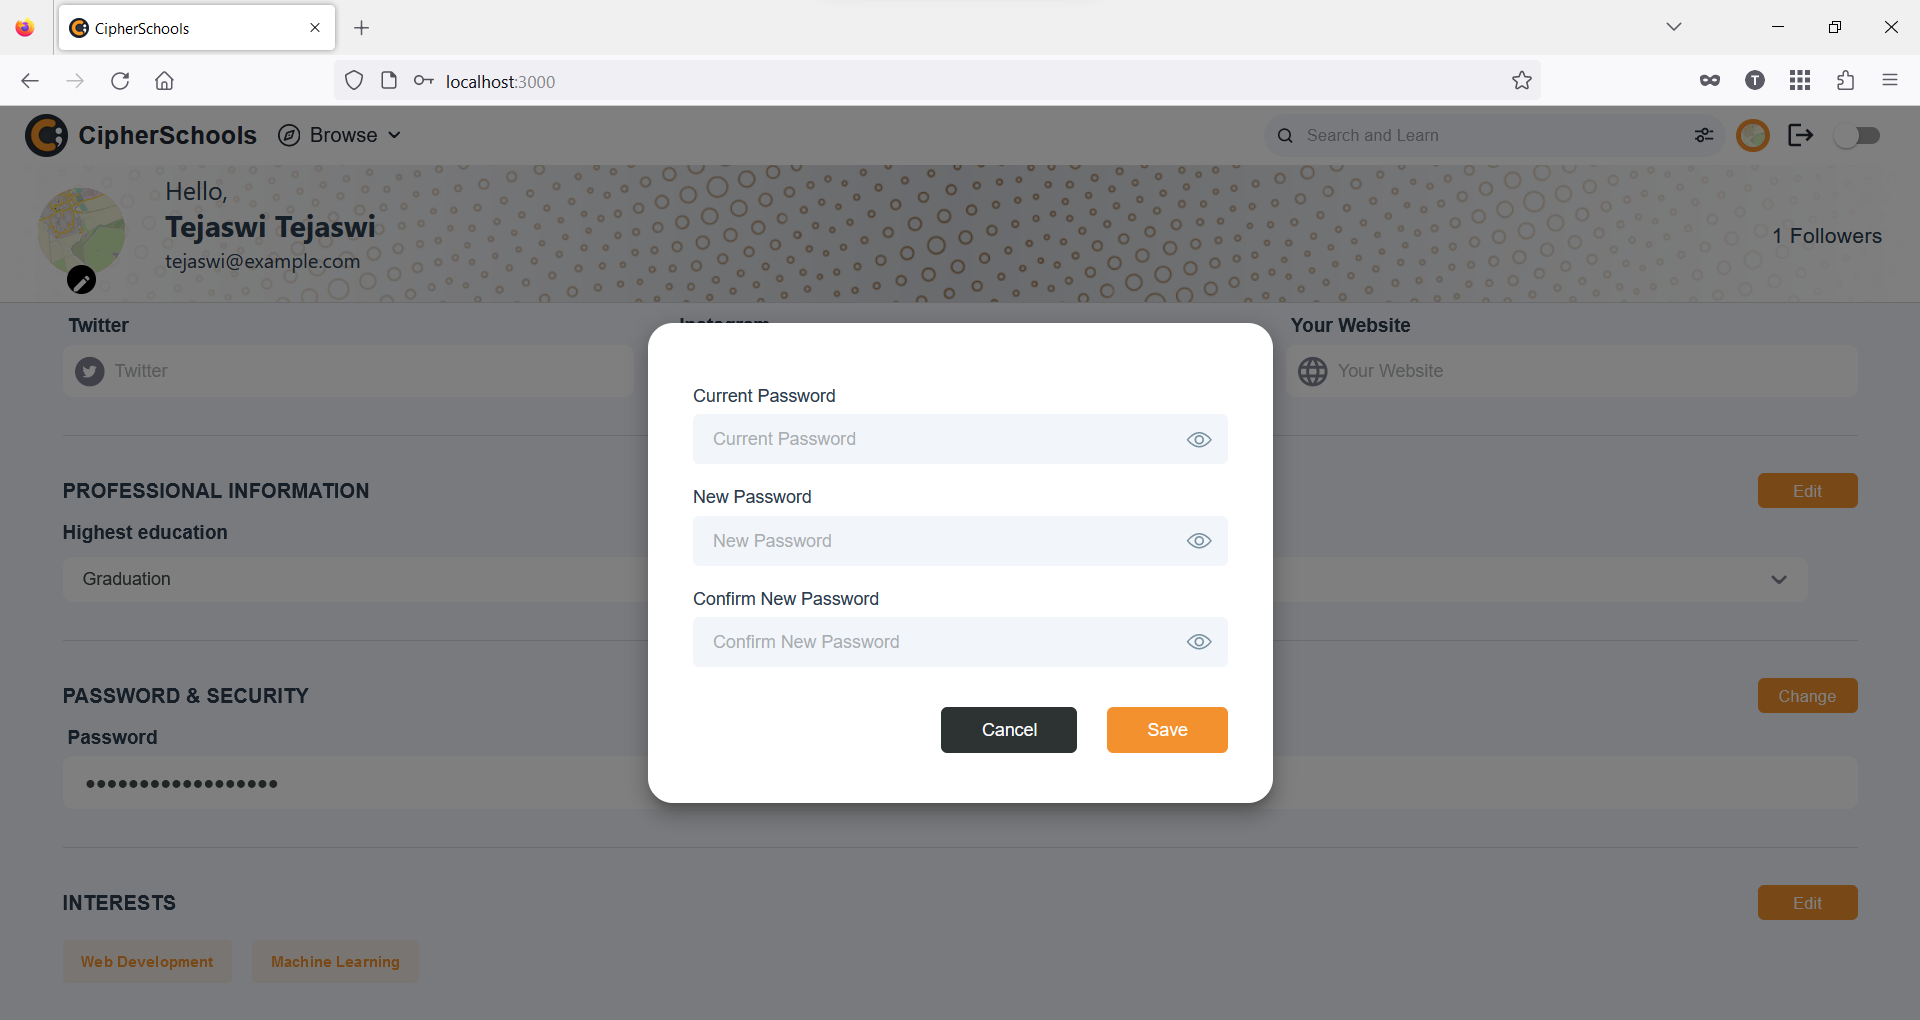 CipherSchools
localhost:3000
CipherSchools Browse Search and Learn
Hello,
Tejaswi Tejaswi
tejaswi@example.com
1 Followers
Twitter
Instagram
Your Website
Twitter
Your Website
Current Password
Current Password
New Password
New Password
Confirm New Password
Confirm New Password
Cancel Save
PROFESSIONAL INFORMATION
Edit
Highest education
Graduation
PASSWORD & SECURITY
Change
Password
••••••••••••••••••
INTERESTS
Edit
Web Development Machine Learning
T